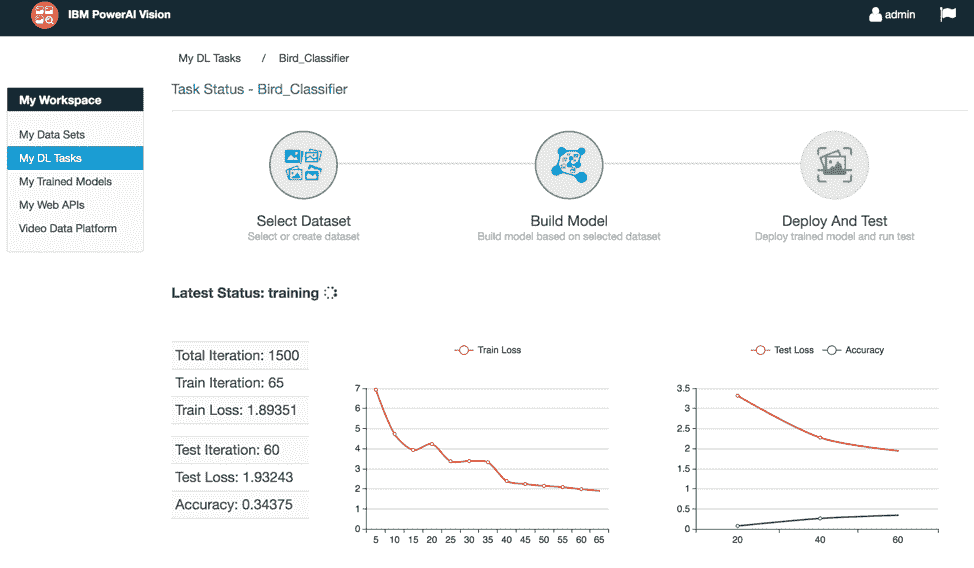 IBM PowerAI Vision
admin
My DL Tasks / Bird_Classifier
Task Status - Bird_Classifier
My Workspace
My Data Sets
My DL Tasks
My Trained Models
My Web APIs
Video Data Platform
Select Dataset
Select or create dataset
Build Model
Build model based on selected dataset
Deploy And Test
Deploy trained model and run test
Latest Status: training
Total Iteration: 1500
Train Iteration: 65
Train Loss: 1.89351
Test Iteration: 60
Test Loss: 1.93243
Accuracy: 0.34375
Train Loss
7
6
5
4
3
2
1
0
5 10 15 20 25 30 35 40 45 50 55 60 65
Test Loss Accuracy
3.5
3
2.5
2
1.5
1
0.5
0
20 40 60